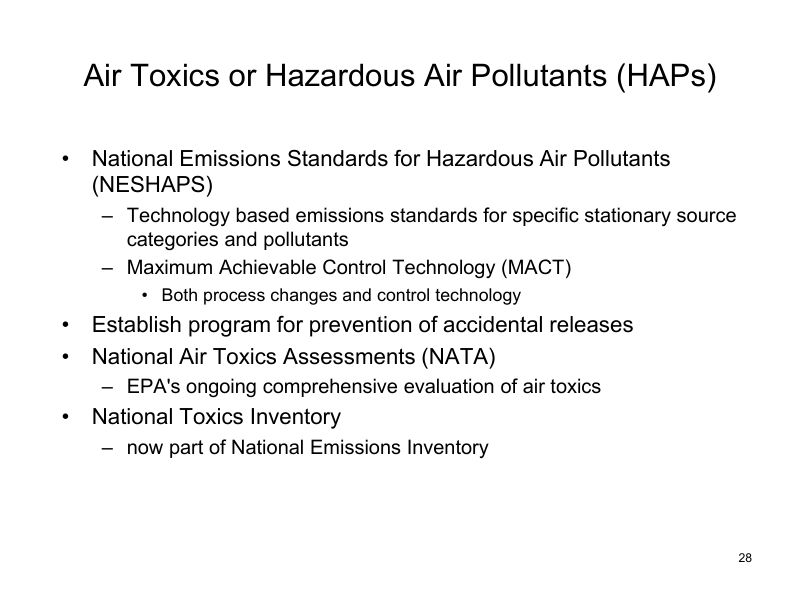 Air Toxics or Hazardous Air Pollutants (HAPs)
• National Emissions Standards for Hazardous Air Pollutants
(NESHAPS)
– Technology based emissions standards for specific stationary source
categories and pollutants
– Maximum Achievable Control Technology (MACT)
• Both process changes and control technology
• Establish program for prevention of accidental releases
• National Air Toxics Assessments (NATA)
– EPA's ongoing comprehensive evaluation of air toxics
• National Toxics Inventory
– now part of National Emissions Inventory
28